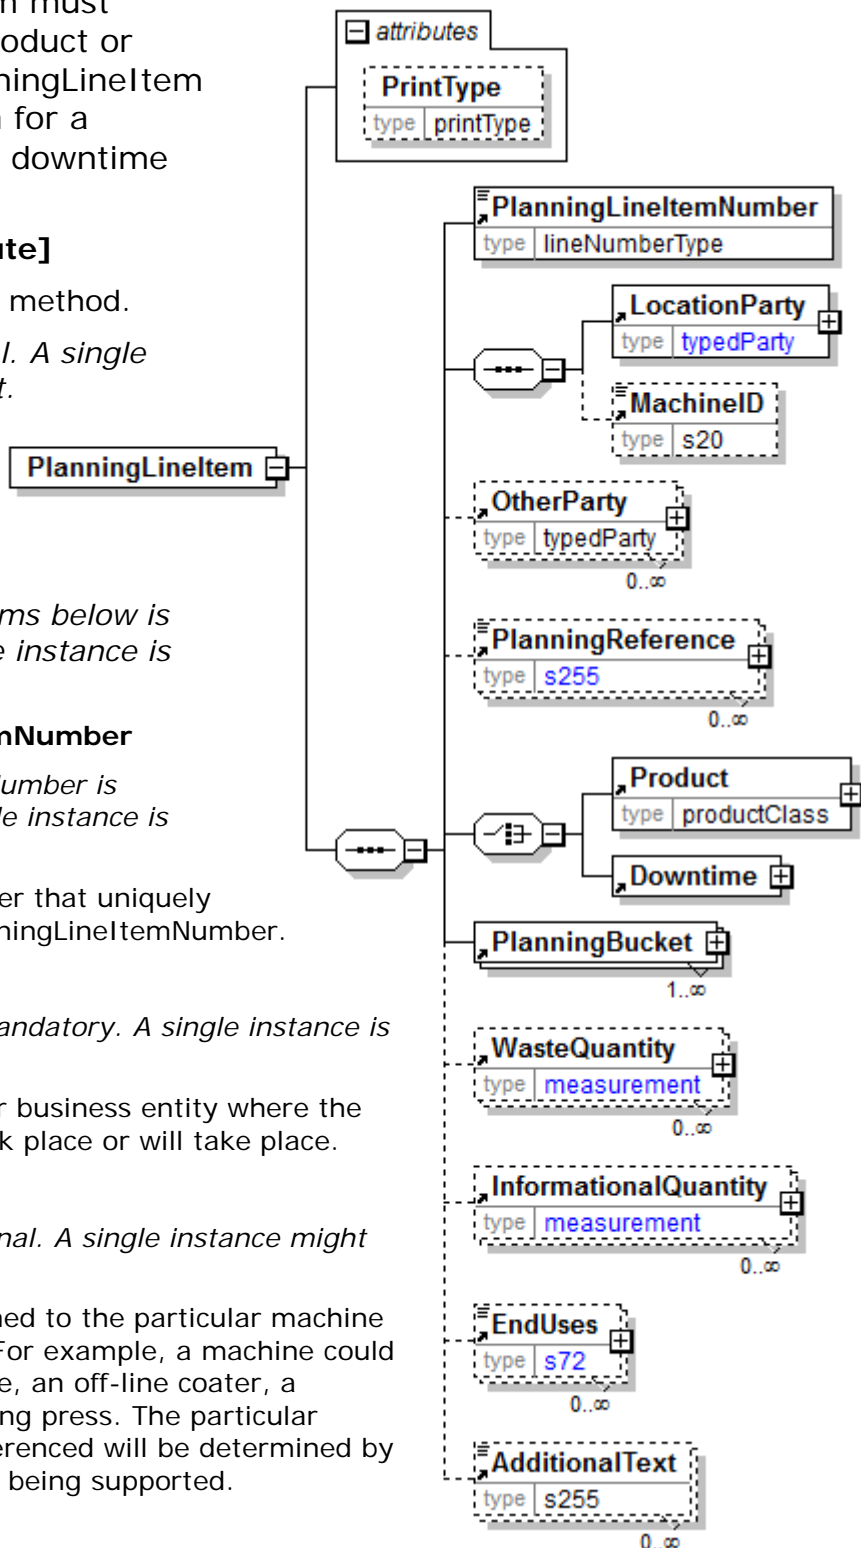 m must
oduct or
ningLineItem
for a
downtime
ute]
method.
l. A single
t.
ms below is
e instance is
mNumber
Number is
le instance is
er that uniquely
ningLineItemNumber.
andatory. A single instance is
r business entity where the
k place or will take place.
nal. A single instance might
ned to the particular machine
For example, a machine could
e, an off-line coater, a
ng press. The particular
erenced will be determined by
being supported.
attributes
PrintType
type printType
PlanningLineItem
PlanningLineItemNumber
type lineNumberType
LocationParty
type typedParty
MachineID
type s20
OtherParty
type typedParty
0..∞
PlanningReference
type s255
0..∞
Product
type productClass
Downtime
PlanningBucket
1..∞
WasteQuantity
type measurement
0..∞
InformationalQuantity
type measurement
0..∞
EndUses
type s72
0..∞
AdditionalText
type s255
0..∞